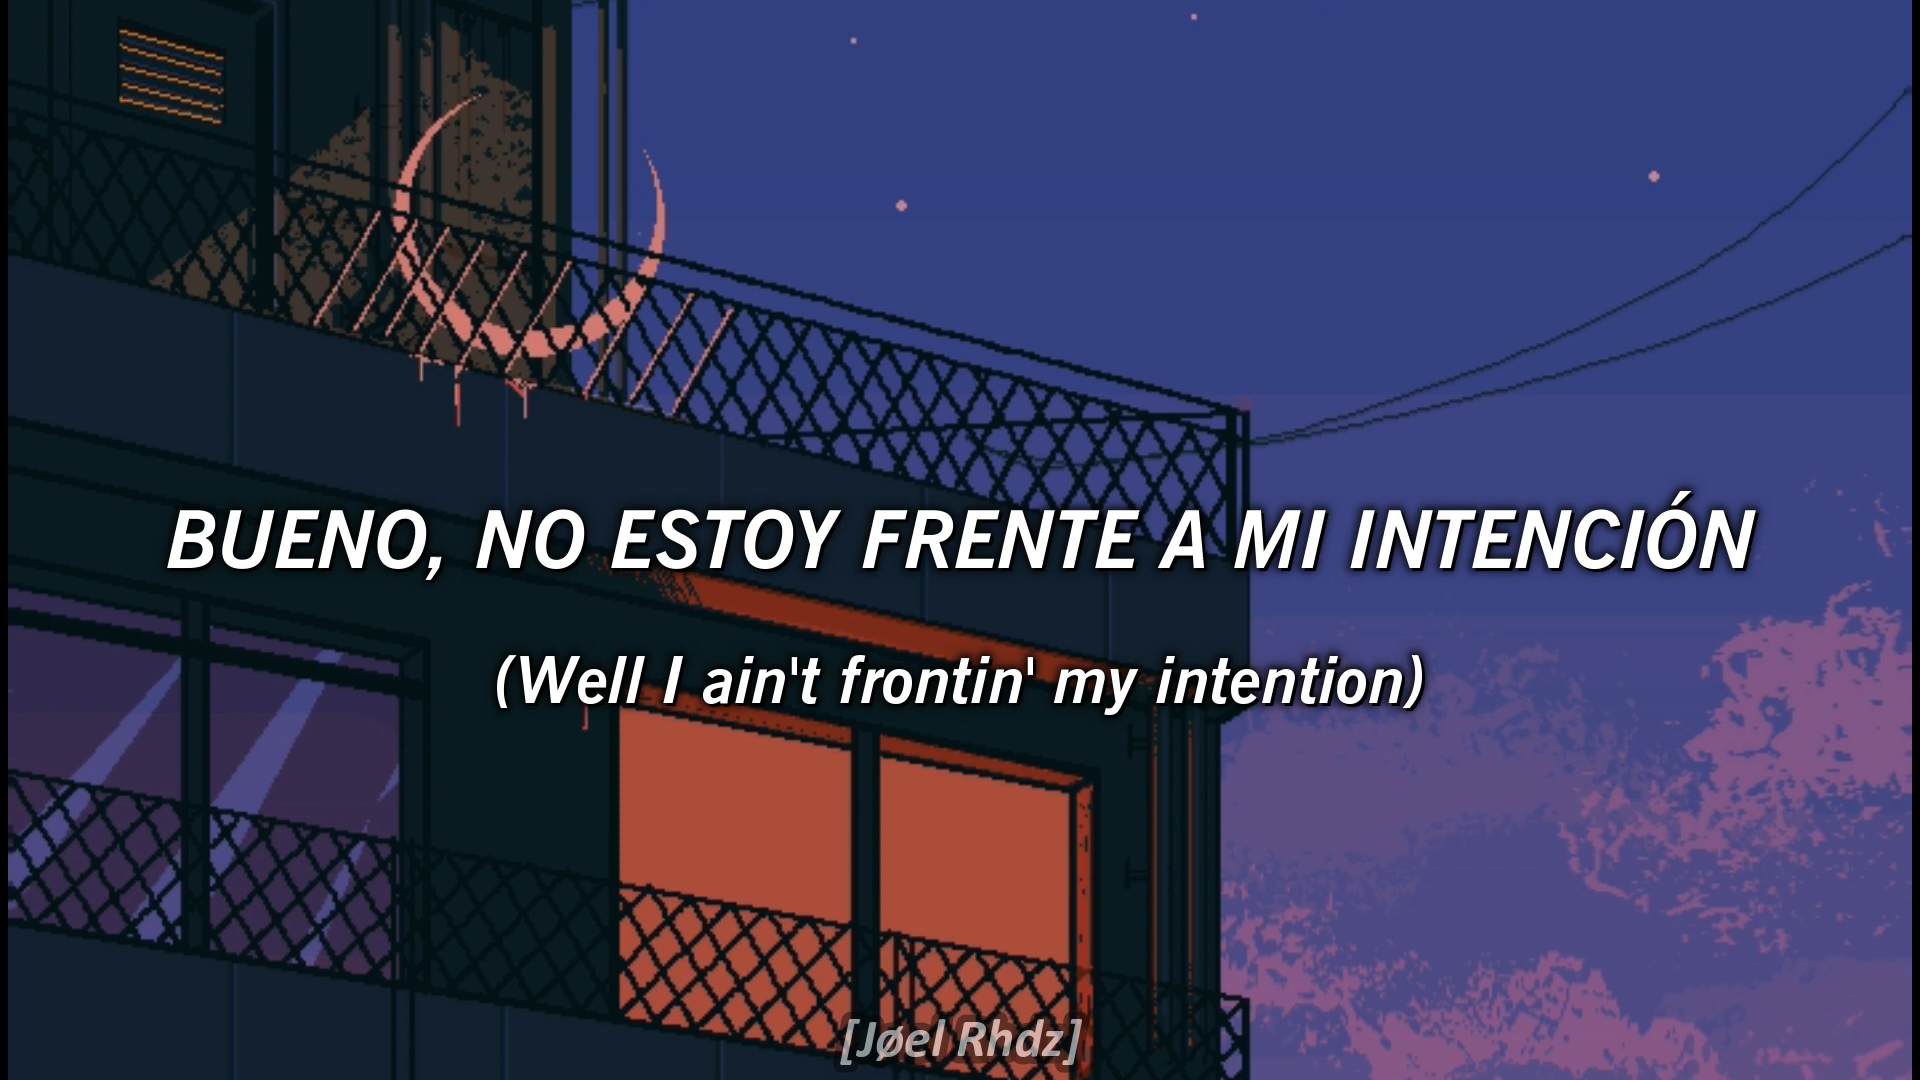 BUENO, NO ESTOY FRENTE A MI INTENCIÓN
(Well I ain't frontin' my intention)
[Jøel Rhdz]